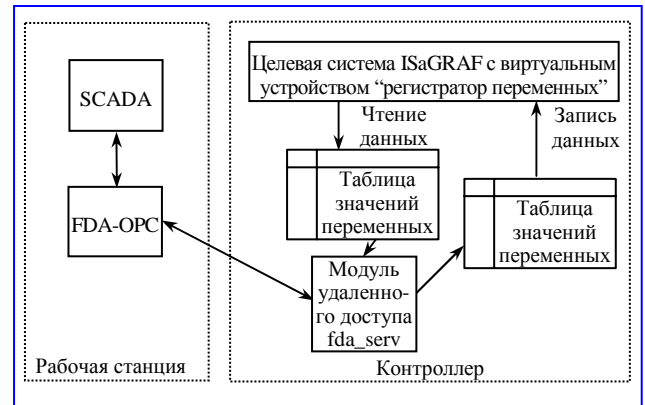 Целевая система ISaGRAF с виртуальным
устройством “регистратор переменных”
SCADA
Чтение
данных
Запись
данных
Таблица
значений
переменных
Таблица
значений
переменных
FDA-OPC
Модуль
удаленно-
го доступа
fda_serv
Рабочая станция
Контроллер